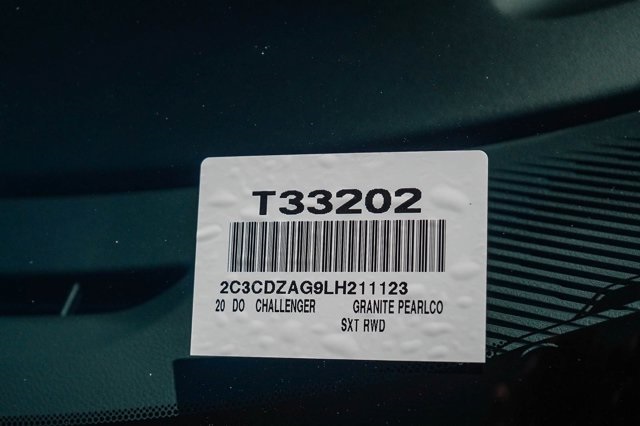 T33202
2C3CDZAG9LH211123
20 DO CHALLENGER GRANITE PEARLCO
SXT RWD